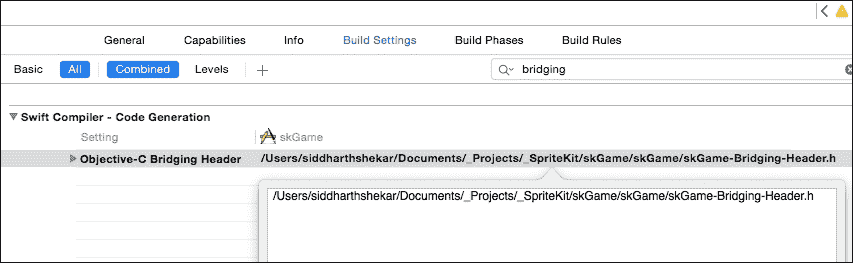 General Capabilities Info Build Settings Build Phases Build Rules
Basic All Combined Levels + bridging
Swift Compiler - Code Generation
Setting skGame
Objective-C Bridging Header /Users/siddharthshekar/Documents/_Projects/_SpriteKit/skGame/skGame/skGame-Bridging-Header.h
/Users/siddharthshekar/Documents/_Projects/_SpriteKit/skGame/skGame/skGame-Bridging-Header.h